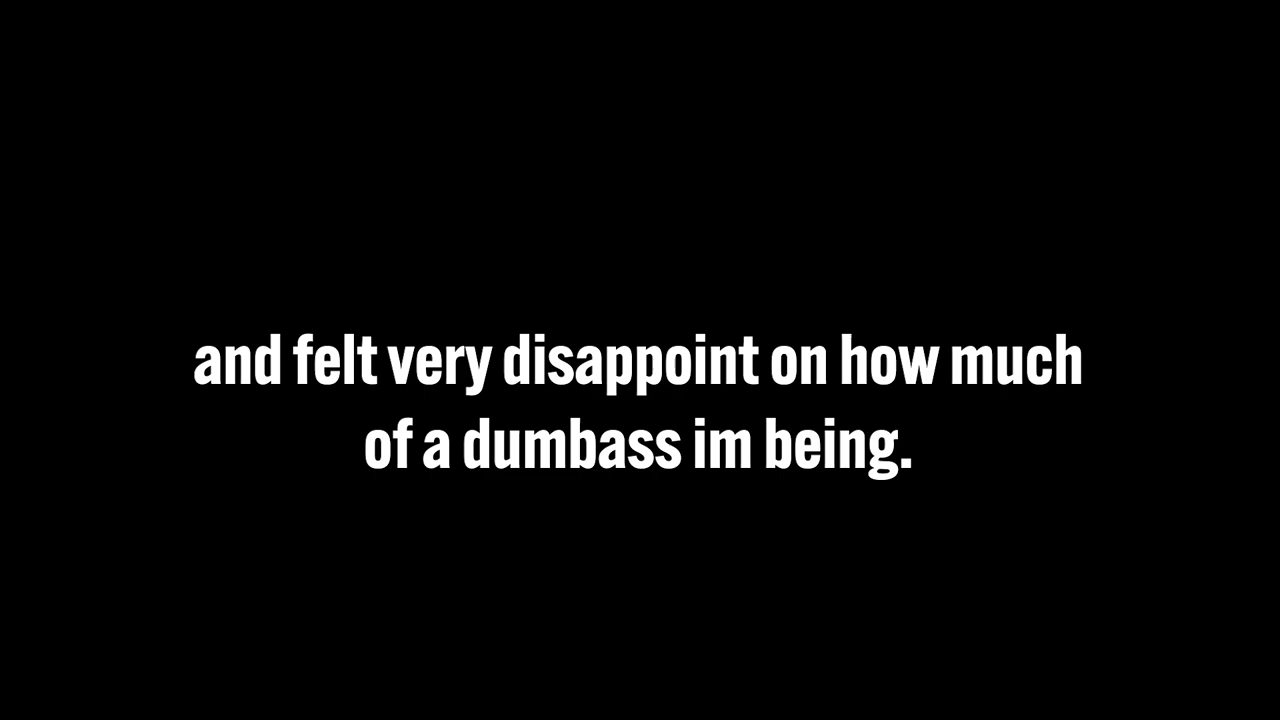 and felt very disappoint on how much
of a dumbass im being.